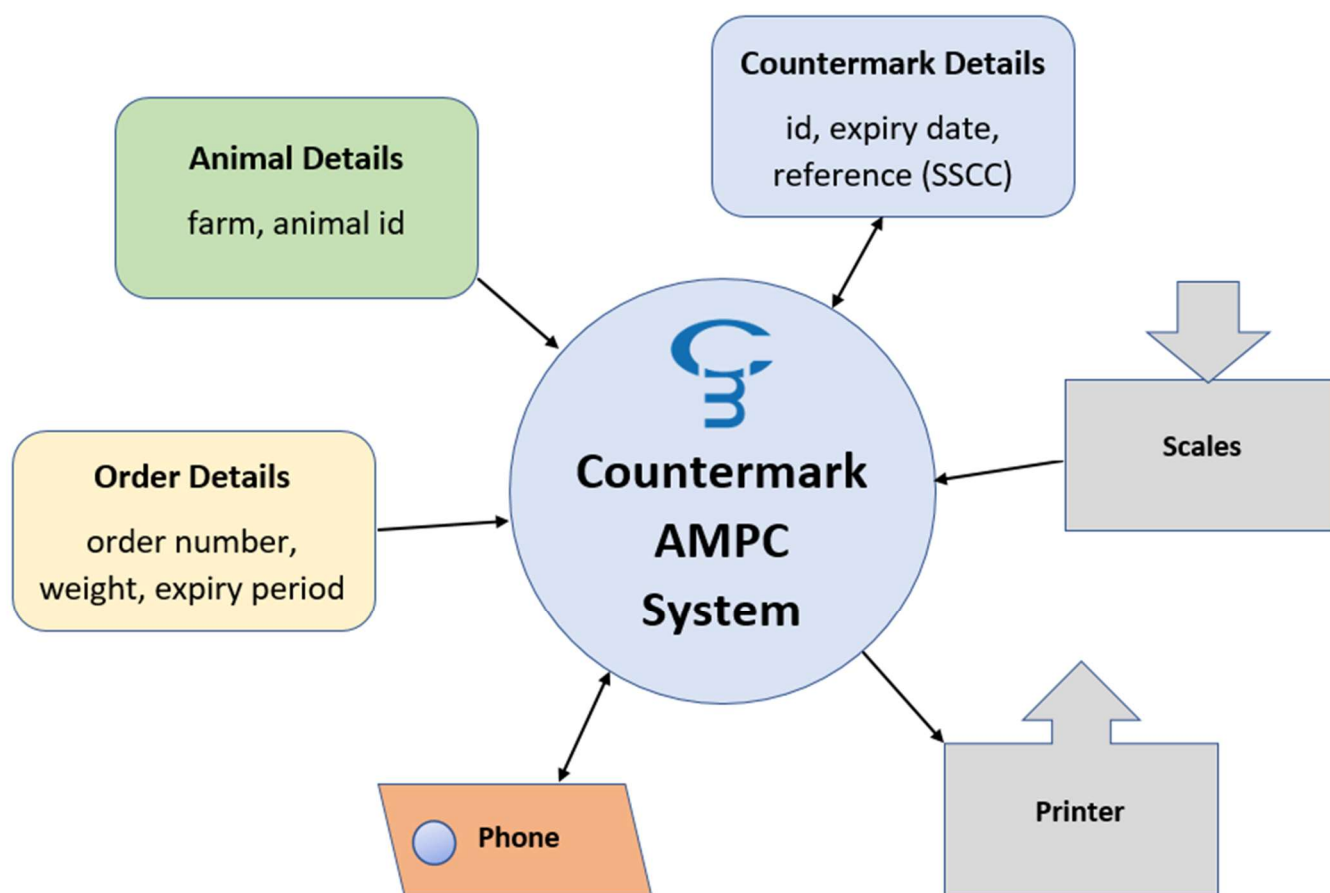 Countermark Details
id, expiry date,
reference (SSCC)
Animal Details
farm, animal id
Order Details
order number,
weight, expiry period
Countermark
AMPC
System
Scales
Printer
Phone